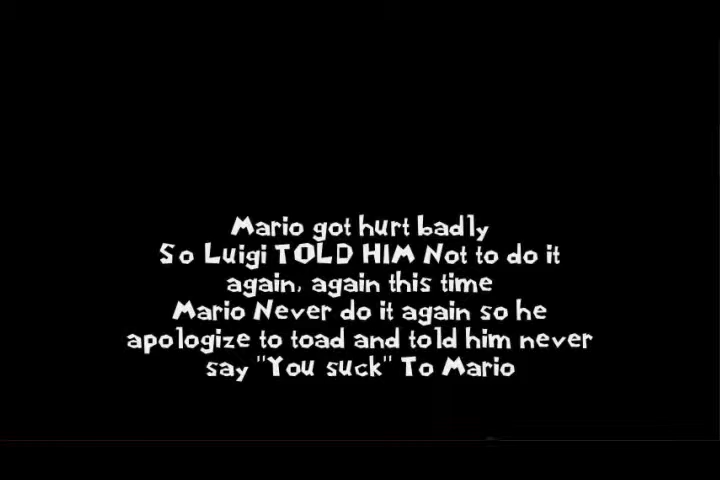 Mario got hurt badly
So Luigi TOLD HIM Not to do it
again, again this time
Mario Never do it again so he
apologize to toad and told him never
say "You suck" To Mario